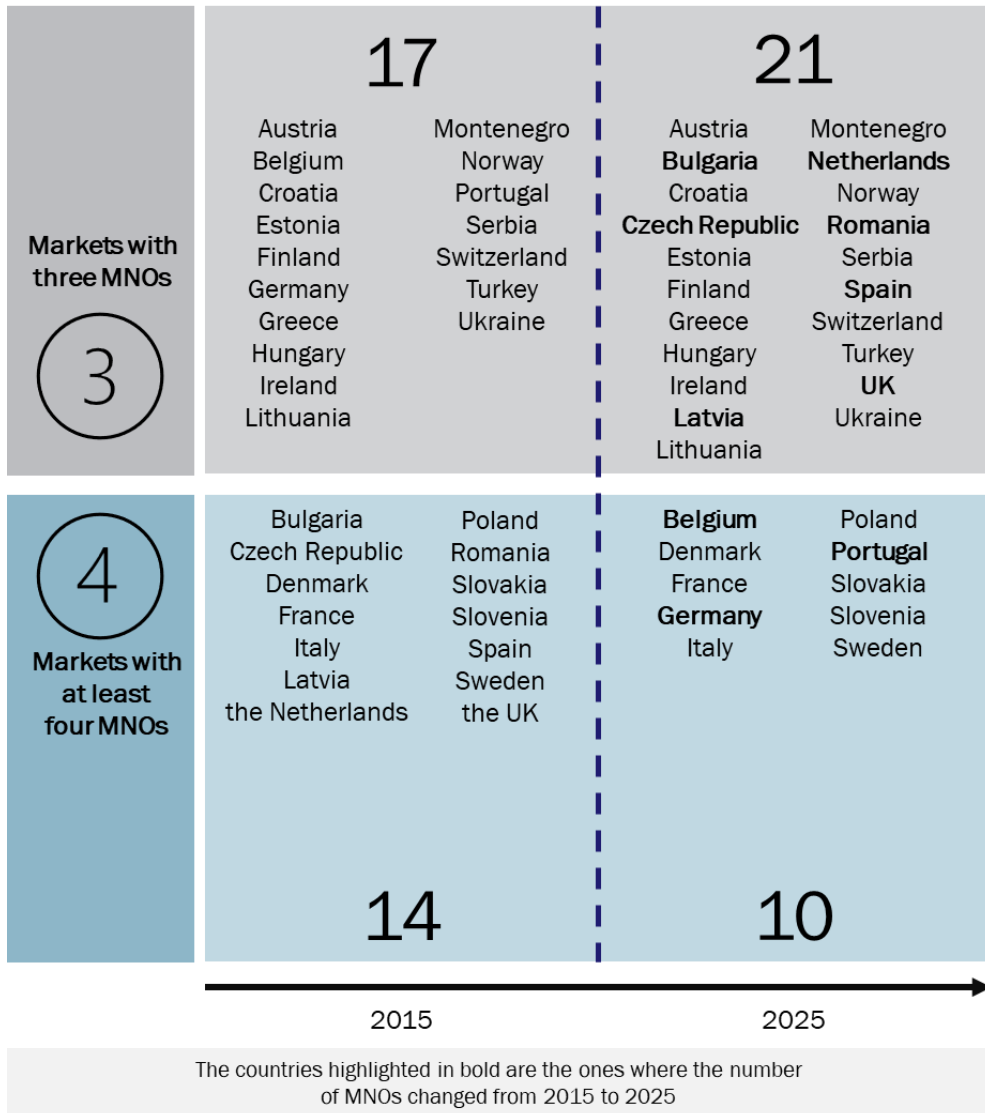 Markets with
three MNOs
3
17
Austria
Belgium
Croatia
Estonia
Finland
Germany
Greece
Hungary
Ireland
Lithuania
Montenegro
Norway
Portugal
Serbia
Switzerland
Turkey
Ukraine
21
Austria
Bulgaria
Croatia
Czech Republic
Estonia
Finland
Greece
Hungary
Ireland
Latvia
Lithuania
Montenegro
Netherlands
Norway
Romania
Serbia
Spain
Switzerland
Turkey
UK
Ukraine
4
Markets with
at least
four MNOs
Bulgaria
Czech Republic
Denmark
France
Italy
Latvia
the Netherlands
Poland
Romania
Slovakia
Slovenia
Spain
Sweden
the UK
14
Belgium
Denmark
France
Germany
Italy
Poland
Portugal
Slovakia
Slovenia
Sweden
10
2015
2025
The countries highlighted in bold are the ones where the number
of MNOs changed from 2015 to 2025